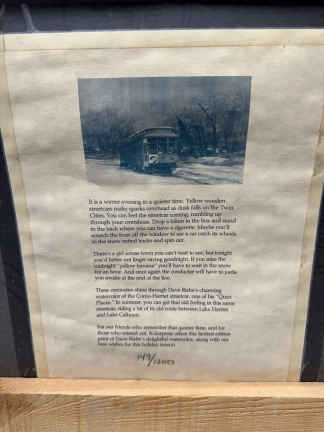 It is a winter evening in a quieter time. Yellow wooden
streetcars make sparks overhead as dusk falls on the Twin
Cities. You can feel the streetcar coming, rumbling up
through your overshoes. Drop a token in the box and stand
in the back where you can have a cigarette. Maybe you'll
scratch the frost off the window to see a car catch its wheels
in the snow rutted tracks and spin out.
There's a girl across town you can't wait to see, but tonight
you'd better not linger saying goodnight. If you miss the
midnight "yellow banana" you'll have to wait in the snow
for an hour. And once again the conductor will have to
awake at the end of the line.
These memories shine through Dave
watercolor of the Como-Harriet streetcar, one of his "Quiet
Places." In summer, you can get that old feeling in this same
streetcar, riding a bit of its old route between Lake Harriet
and Lake Calhoun.
For our friends who remember that quieter time, and for
those who missed out, offers this limited edition
print of Dave delightful watercolor, along with our
best wishes for this holiday season.